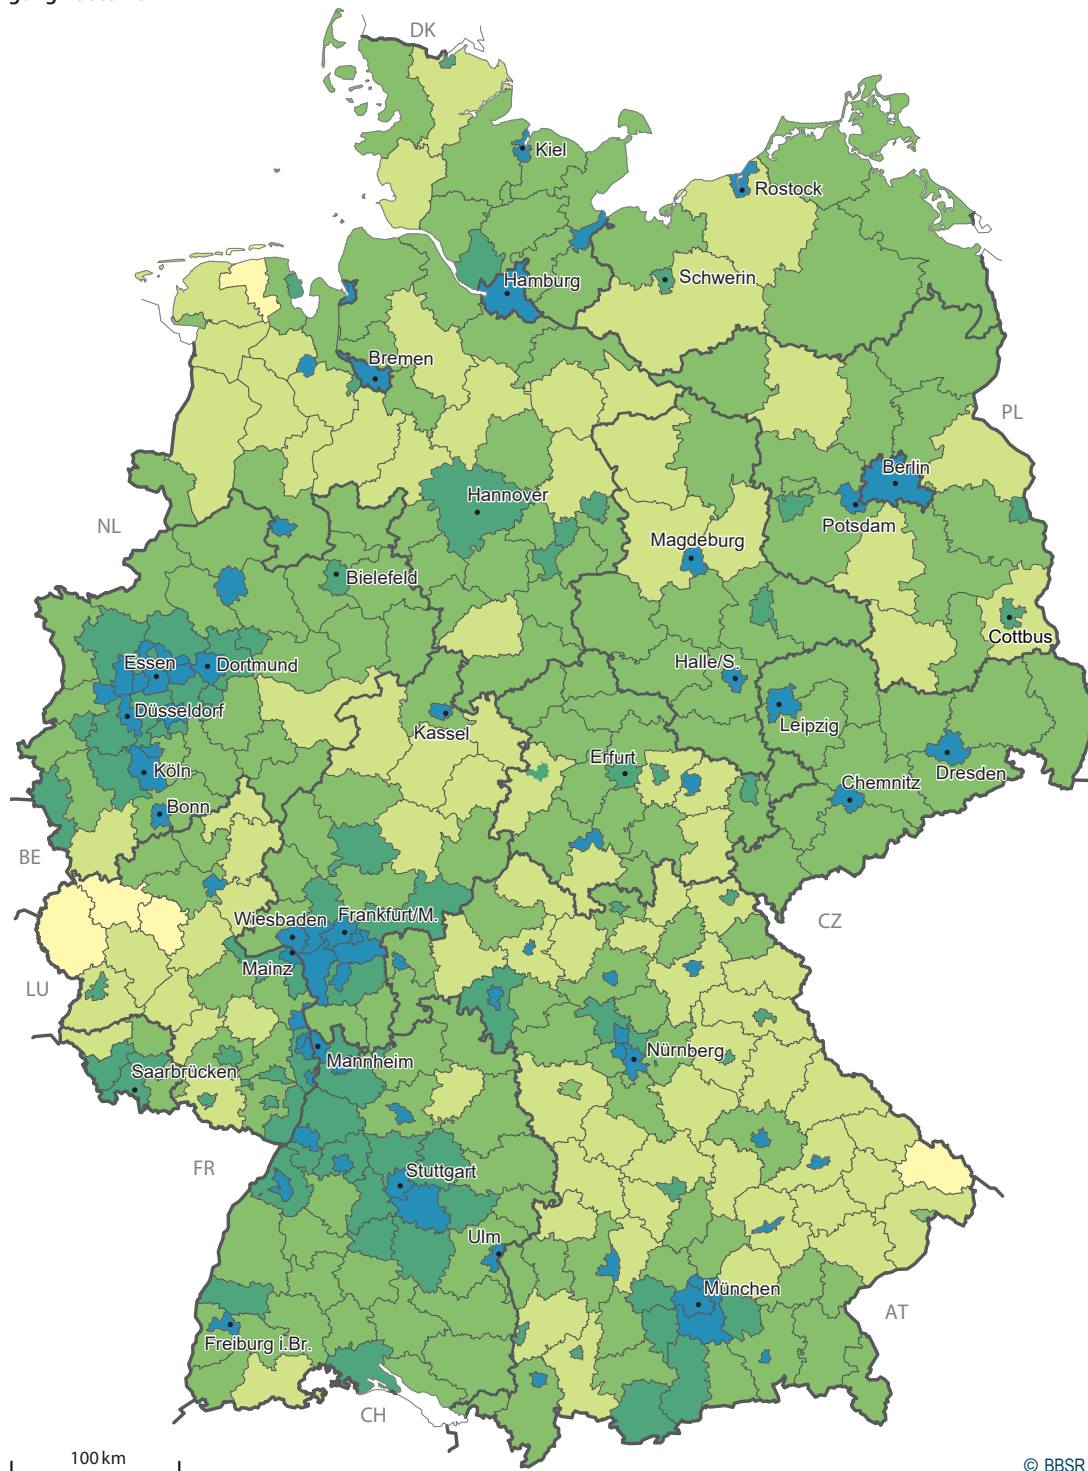 DK
Kiel
Rostock
Schwerin
Hamburg
Bremen
PL
Berlin
Hannover
NL
Potsdam
Magdeburg
Bielefeld
Cottbus
Essen
Dortmund
Halle/S.
Düsseldorf
Leipzig
Kassel
Erfurt
Köln
Dresden
Chemnitz
Bonn
BE
Wiesbaden
Frankfurt/M.
CZ
Mainz
LU
Nürnberg
Mannheim
Saarbrücken
FR
Stuttgart
Ulm
München
AT
Freiburg i.Br.
CH
100 km
© BBSR